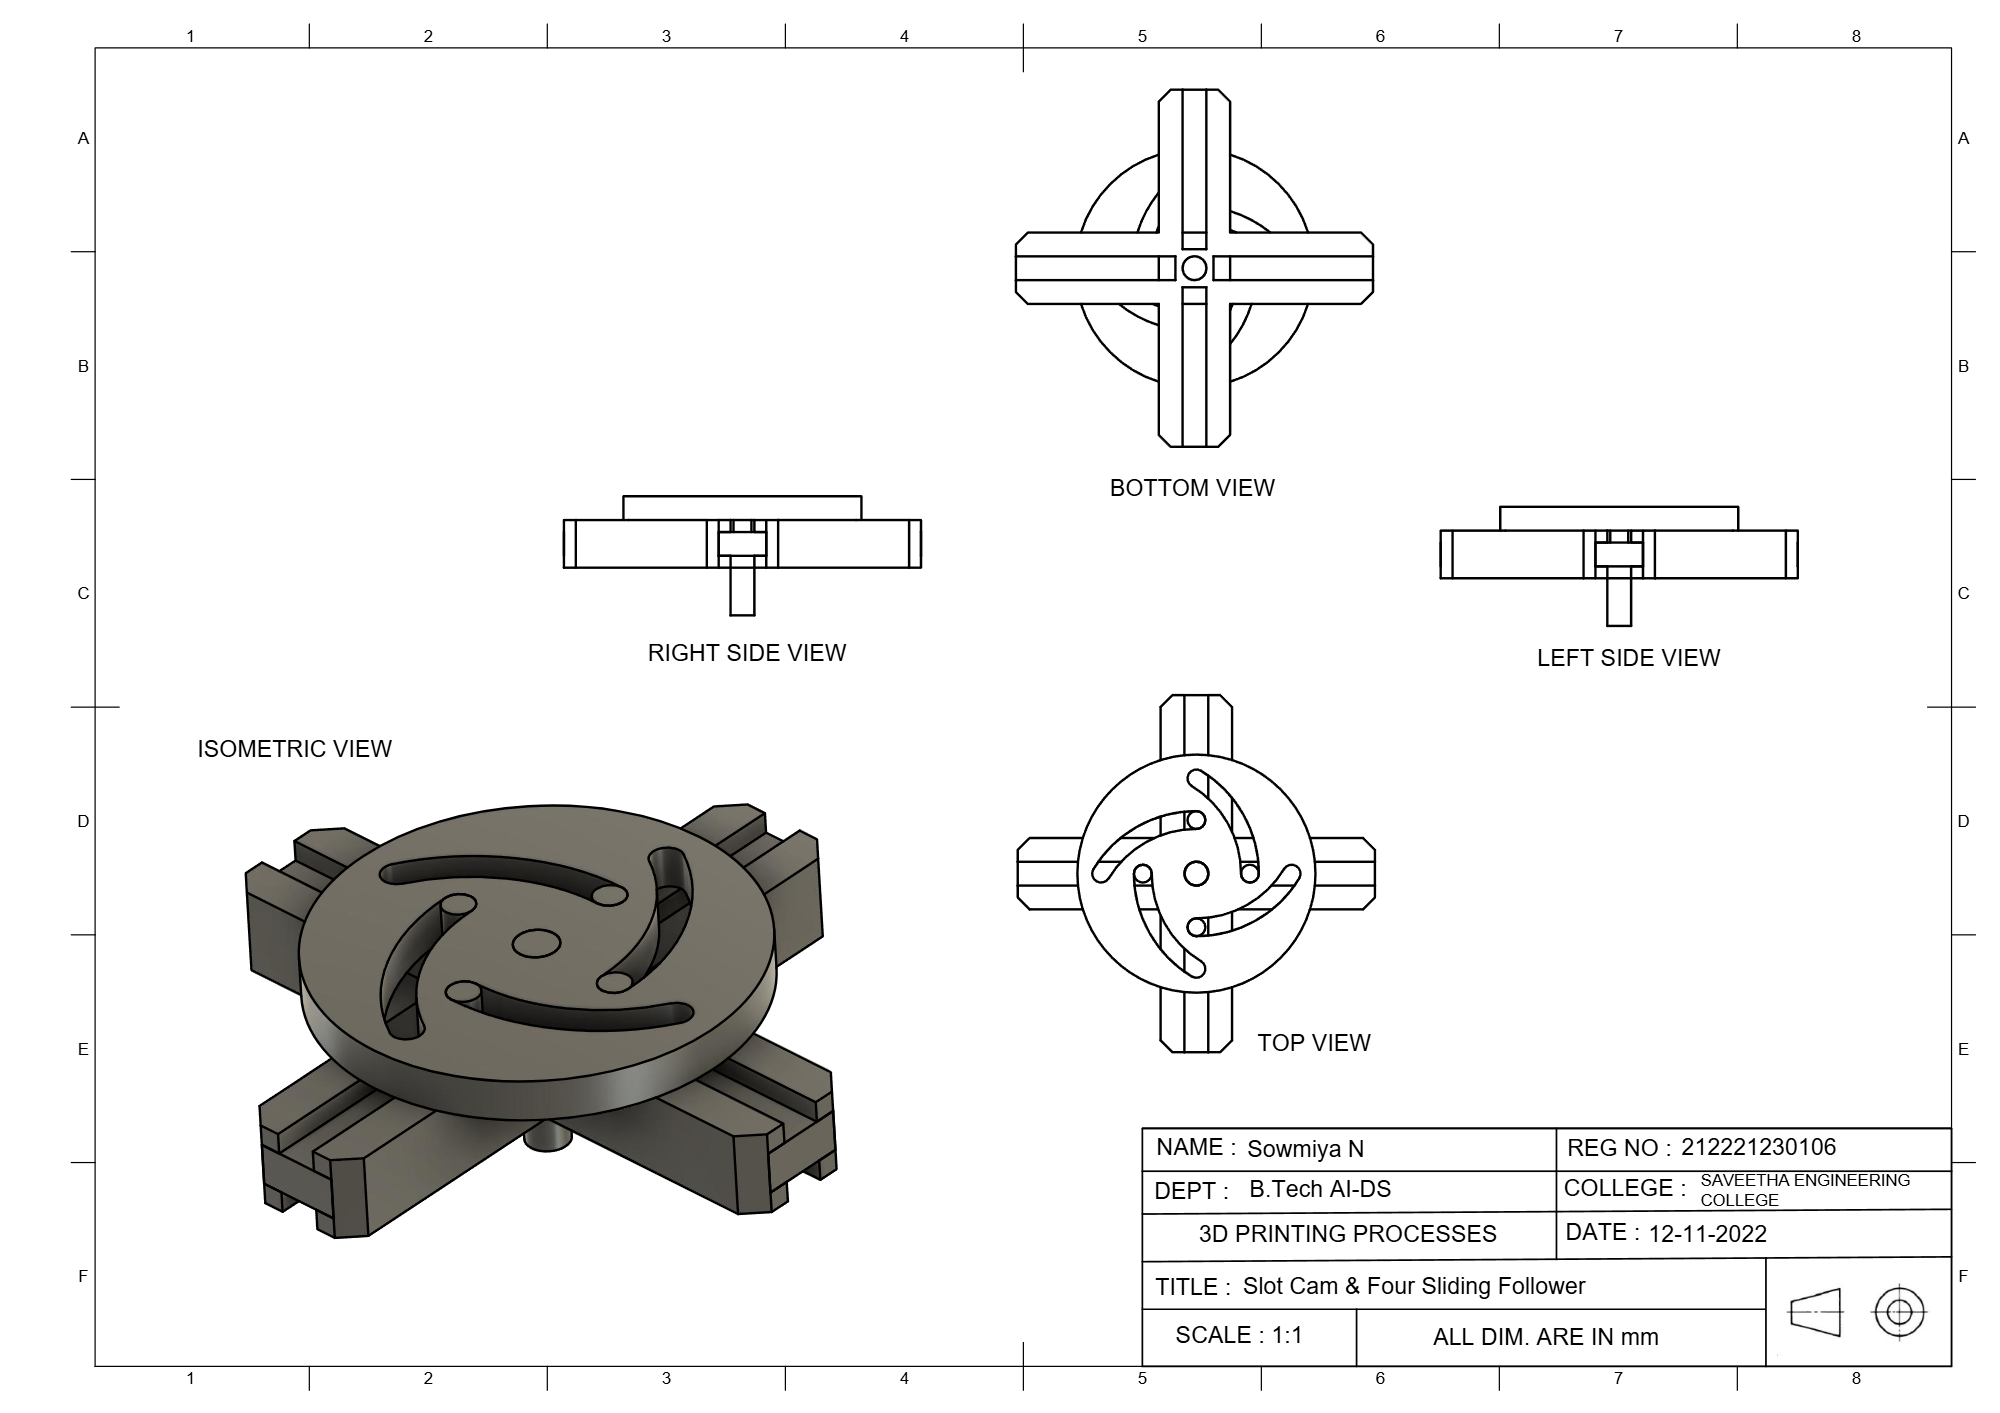 1 2 3 4 5 6 7 8
A A
BOTTOM VIEW
B B
RIGHT SIDE VIEW
LEFT SIDE VIEW
C C
ISOMETRIC VIEW
D D
TOP VIEW
E E
NAME : Sowmiya N
REG NO : 212221230106
DEPT : B.Tech AI-DS
COLLEGE : SAVEETHA ENGINEERING
COLLEGE
3D PRINTING PROCESSES
DATE : 12-11-2022
F F
TITLE : Slot Cam & Four Sliding Follower
SCALE : 1:1
ALL DIM. ARE IN mm
1 2 3 4 5 6 7 8